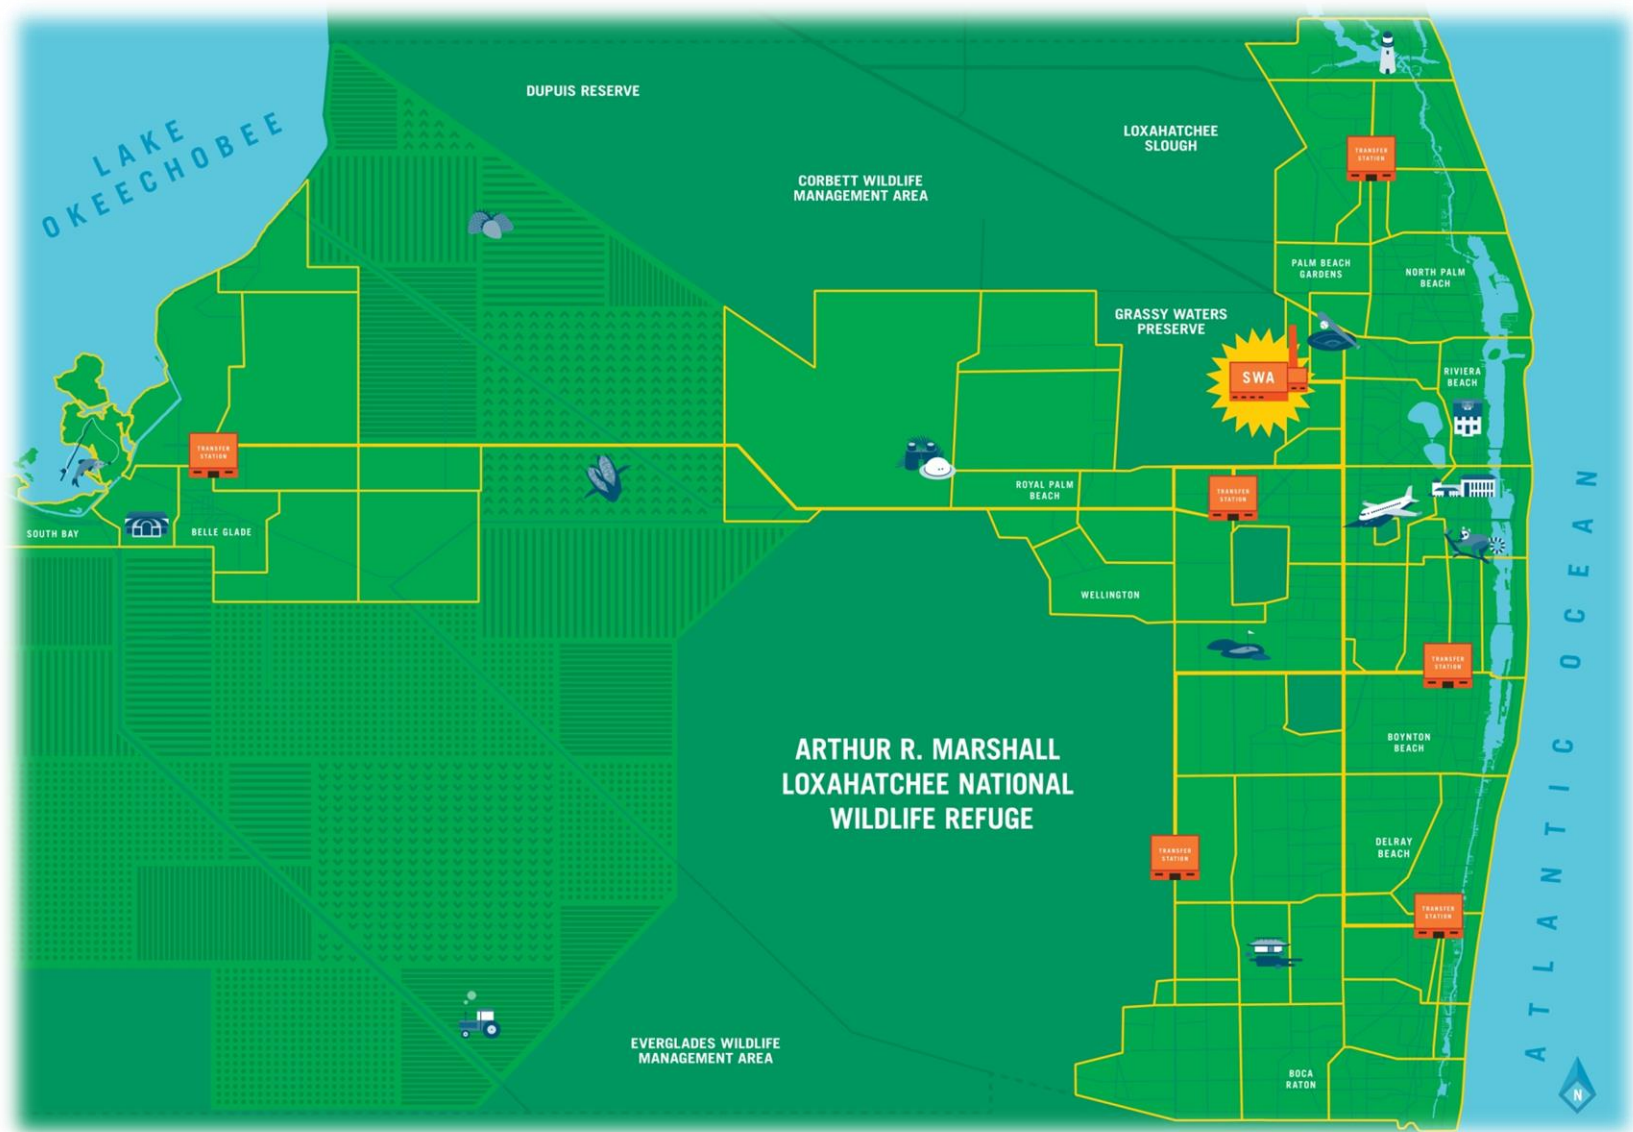 LAKE
OKEECHOBEE
DUPUIS RESERVE
LOXAHATCHEE
SLOUGH
CORBETT WILDLIFE
MANAGEMENT AREA
TRANSFER
STATION
PALM BEACH
GARDENS
NORTH PALM
BEACH
GRASSY WATERS
PRESERVE
SWA
RIVIERA
BEACH
TRANSFER
STATION
ROYAL PALM
BEACH
TRANSFER
STATION
SOUTH BAY
BELLE GLADE
WELLINGTON
TRANSFER
STATION
ATLANTIC OCEAN
ARTHUR R. MARSHALL
LOXAHATCHEE NATIONAL
WILDLIFE REFUGE
BOYNTON
BEACH
TRANSFER
STATION
DELRAY
BEACH
TRANSFER
STATION
EVERGLADES WILDLIFE
MANAGEMENT AREA
BOCA
RATON
N